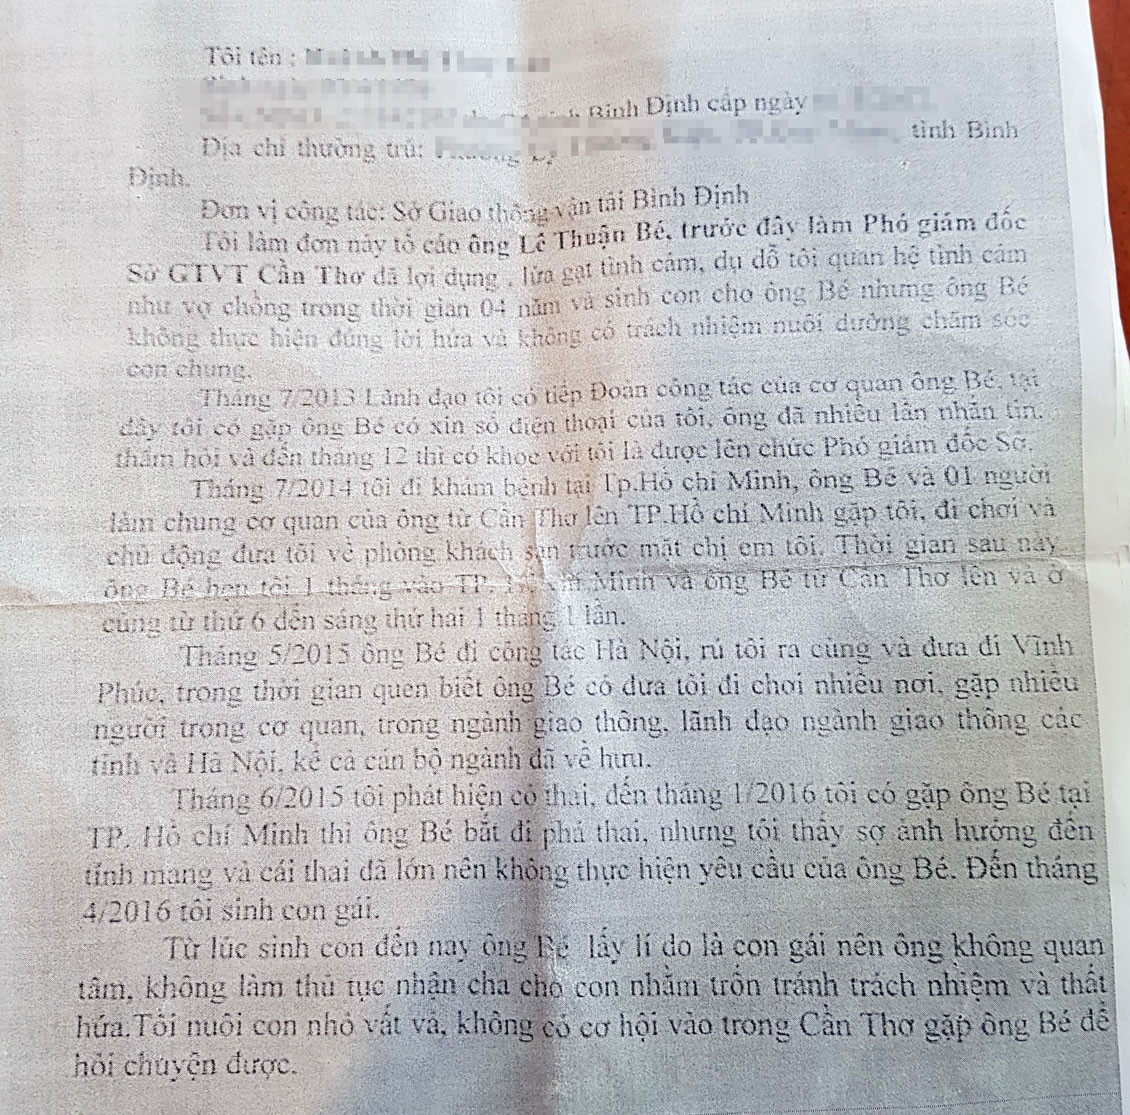 Tôi tên :
Bình Định cấp ngày
Địa chỉ thường trú: tỉnh Bình
Định.
Đơn vị công tác: Sở Giao thông vận tải Bình Định
Tôi làm đơn này tố cáo ông Lê Thuận Bé, trước đây làm Phó giám đốc
Sở GTVT Cần Thơ đã lợi dụng , lừa gạt tình cảm, dụ dỗ tôi quan hệ tình cảm
như vợ chồng trong thời gian 04 năm và sinh con cho ông Bé nhưng ông Bé
không thực hiện đúng lời hứa và không có trách nhiệm nuôi dưỡng chăm sóc
con chung.
Tháng 7/2013 Lãnh đạo tôi có tiếp Đoàn công tác của cơ quan ông Bé, tại
đây tôi có gặp ông Bé có xin số điện thoại của tôi, ông đã nhiều lần nhắn tin,
thăm hỏi và đến tháng 12 thì có khoe với tôi là được lên chức Phó giám đốc Sở.
Tháng 7/2014 tôi đi khám bệnh tại Tp.Hồ chí Minh, ông Bé và 01 người
làm chung cơ quan của ông từ Cần Thơ lên TP.Hồ chí Minh gặp tôi, đi chơi và
chủ động đưa tôi về phòng khách sạn trước mặt chị em tôi. Thời gian sau này
ông Bé hẹn tôi 1 tháng vào TP. Minh và ông Bé từ Cần Thơ lên và ở
cùng từ thứ 6 đến sáng thứ hai 1 tháng 1 lần.
Tháng 5/2015 ông Bé đi công tác Hà Nội, rủ tôi ra cùng và đưa đi Vĩnh
Phúc, trong thời gian quen biết ông Bé có đưa tôi đi chơi nhiều nơi, gặp nhiều
người trong cơ quan, trong ngành giao thông, lãnh đạo ngành giao thông các
tỉnh và Hà Nội, kể cả cán bộ ngành đã về hưu.
Tháng 6/2015 tôi phát hiện có thai, đến tháng 1/2016 tôi có gặp ông Bé tại
TP. Hồ chí Minh thì ông Bé bắt đi phá thai, nhưng tôi thấy sợ ảnh hưởng đến
tính mạng và cái thai đã lớn nên không thực hiện yêu cầu của ông Bé. Đến tháng
4/2016 tôi sinh con gái.
Từ lúc sinh con đến nay ông Bé lấy lí do là con gái nên ông không quan
tâm, không làm thủ tục nhận cha cho con nhằm trốn tránh trách nhiệm và thất
hứa.Tôi nuôi con nhỏ vất vả, không có cơ hội vào trong Cần Thơ gặp ông Bé để
hỏi chuyện được.